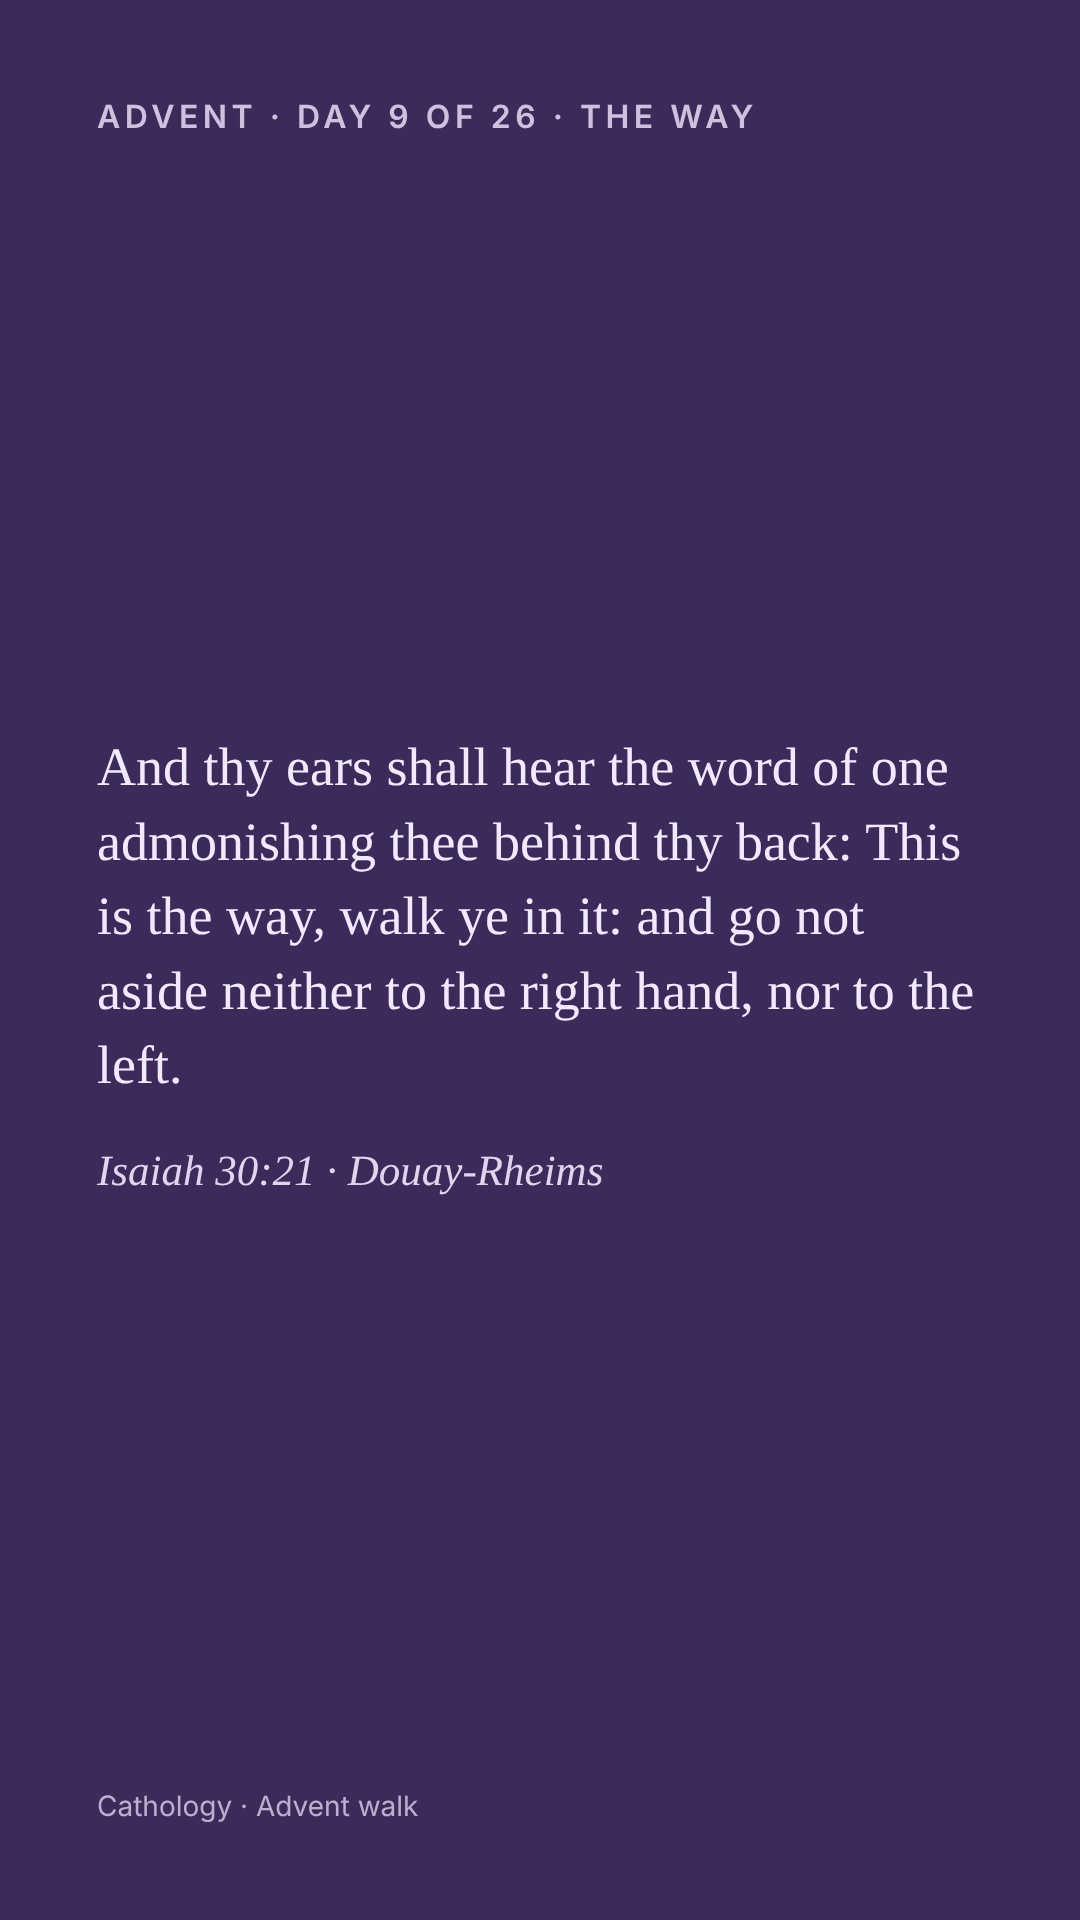 ADVENT · DAY 9 OF 26 · THE WAY
And thy ears shall hear the word of one
admonishing thee behind thy back: This
is the way, walk ye in it: and go not
aside neither to the right hand, nor to the
left.
Isaiah 30:21 · Douay-Rheims
Cathology · Advent walk